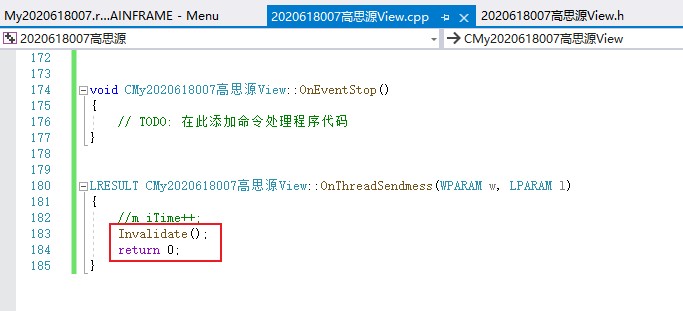 My2020618007.r...AINFRAME - Menu
2020618007高思源View.cpp
2020618007高思源View.h
2020618007高思源
CMy2020618007高思源View
172
173
174 void CMy2020618007高思源View::OnEventStop()
175 {
176 // TODO: 在此添加命令处理程序代码
177 }
178
179
180 LRESULT CMy2020618007高思源View::OnThreadSendmess(WPARAM w, LPARAM l)
181 {
182 //m_iTime++;
183 Invalidate();
184 return 0;
185 }